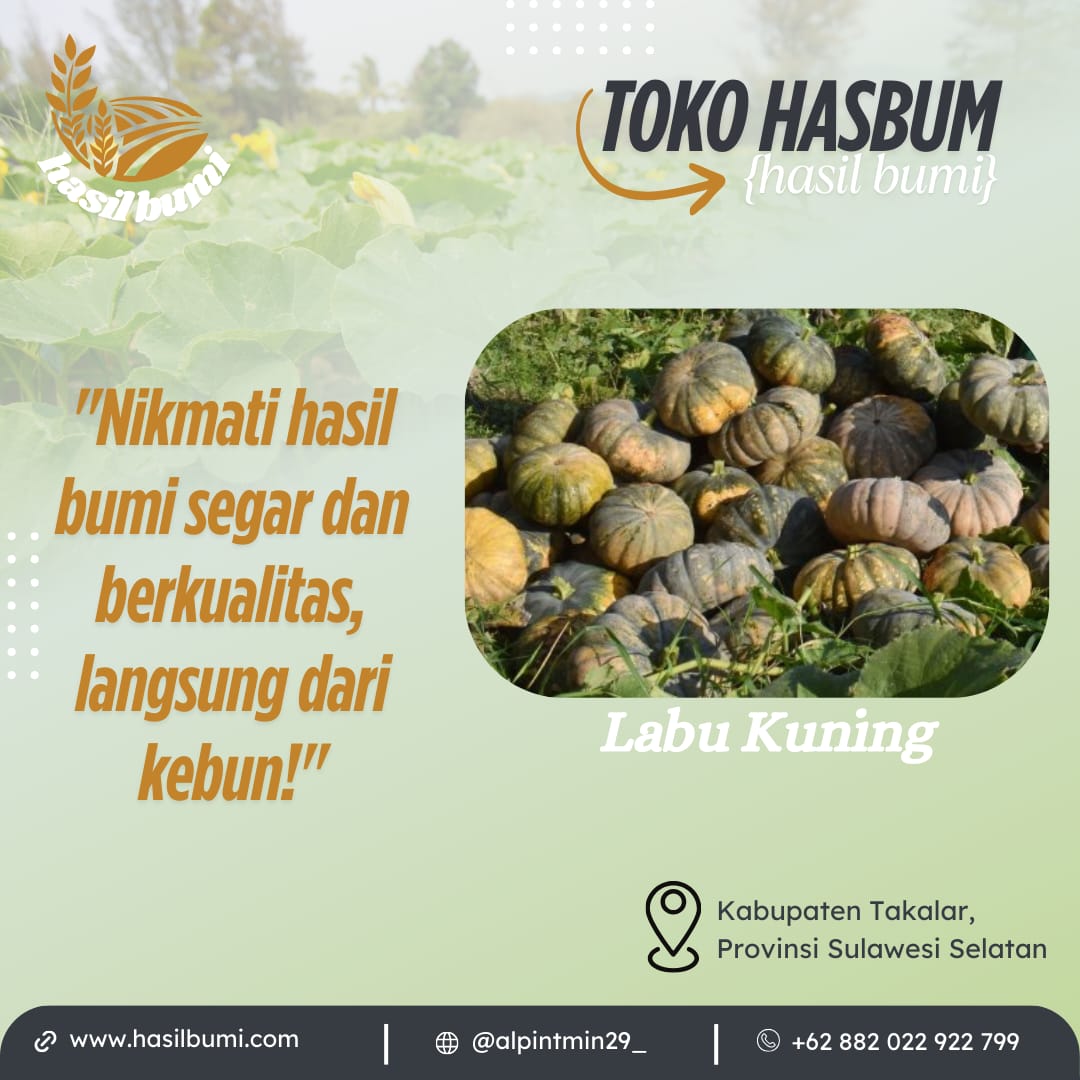 hasil bumi
TOKO HASBUM
{hasil bumi}
"Nikmati hasil
bumi segar dan
berkualitas,
langsung dari
kebun!"
Labu Kuning
Kabupaten Takalar,
Provinsi Sulawesi Selatan
www.hasilbumi.com
@alpintmin29_
+62 882 022 922 799